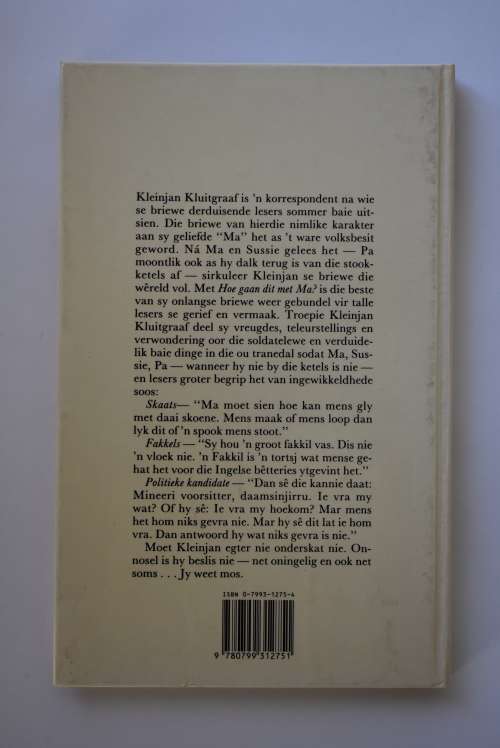 Kleinjan Kluitgraaf is 'n korrespondent na wie
se briewe derduisende lesers sommer baie uit-
sien. Die briewe van hierdie nimlike karakter
aan sy geliefde “Ma” het as 't ware volksbesit
geword. Ná Ma en Sussie gelees het — Pa
moontlik ook as hy dalk terug is van die stook-
ketels af — sirkuleer Kleinjan se briewe die
wêreld vol. Met Hoe gaan dit met Ma? is die beste
van sy onlangse briewe weer gebundel vir talle
lesers se gerief en vermaak. Troepie Kleinjan
Kluitgraaf deel sy vreugdes, teleurstellings en
verwondering oor die soldatelewe en verduide-
lik baie dinge in die ou tranedal sodat Ma, Sus-
sie, Pa — wanneer hy nie by die ketels is nie —
en lesers groter begrip het van ingewikkeldhede
soos:
Skaats— “Ma moet sien hoe kan mens gly
met daai skoene. Mens maak of mens loop dan
lyk dit of 'n spook mens stoot.”
Fakkels — “Sy hou 'n groot fakkil vas. Dis nie
'n vloek nie. 'n Fakkil is 'n tortsj wat mense ge-
hat het voor die Ingelse bêtteries ytgevint het.”
Politieke kandidate — “Dan sê die kannie daat:
Mineeri voorsitter, daamsinjirru. Ie vra my
wat? Of hy sê: Ie vra my hoekom? Mar mens
het hom niks gevra nie. Mar hy sê dit lat ie hom
vra. Dan antwoord hy wat niks gevra is nie.”
Moet Kleinjan egter nie onderskat nie. On-
nosel is hy beslis nie — net oningelig en ook net
soms . . . Jy weet mos.
ISBN 0-7993-1275-4
9 780799 312751